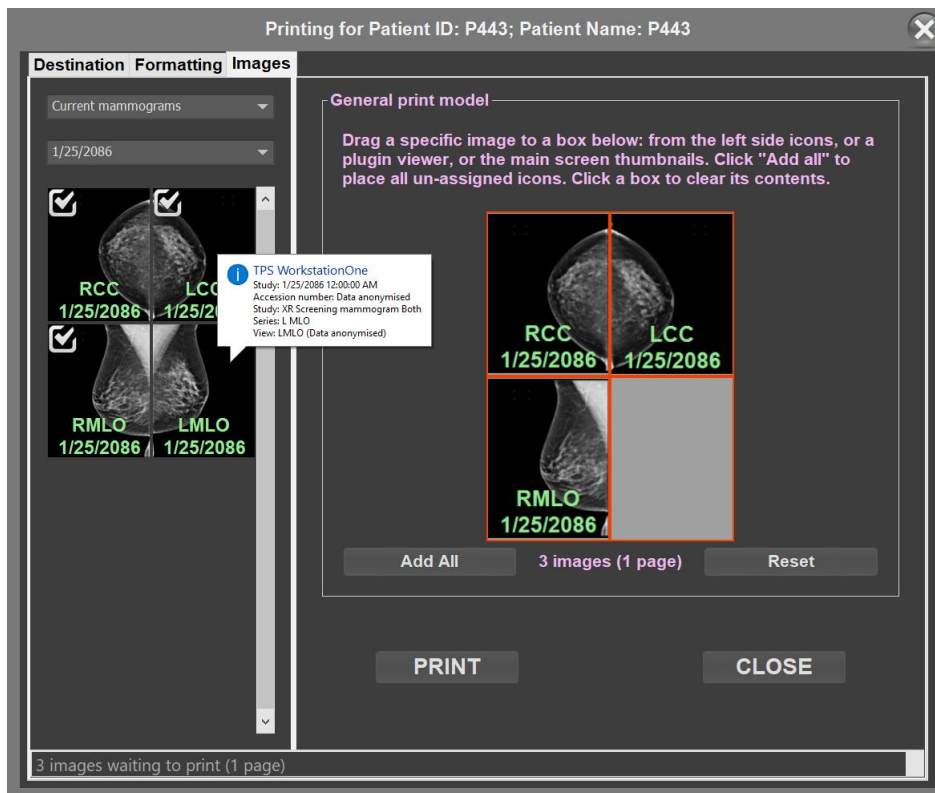 Printing for Patient ID: P443; Patient Name: P443
Destination Formatting Images
Current mammograms
1/25/2086
RCC
1/25/2086
LCC
1/25/2
RMLO
1/25/2086
LMLO
1/25/2086
TPS WorkstationOne
Study: 1/25/2086 12:00:00 AM
Accession number: Data anonymised
Study: XR Screening mammogram Both
Series: L MLO
View: LMLO (Data anonymised)
General print model
Drag a specific image to a box below: from the left side icons, or a
plugin viewer, or the main screen thumbnails. Click "Add all" to
place all un-assigned icons. Click a box to clear its contents.
RCC
1/25/2086
LCC
1/25/2086
RMLO
1/25/2086
Add All
3 images (1 page)
Reset
PRINT
CLOSE
3 images waiting to print (1 page)